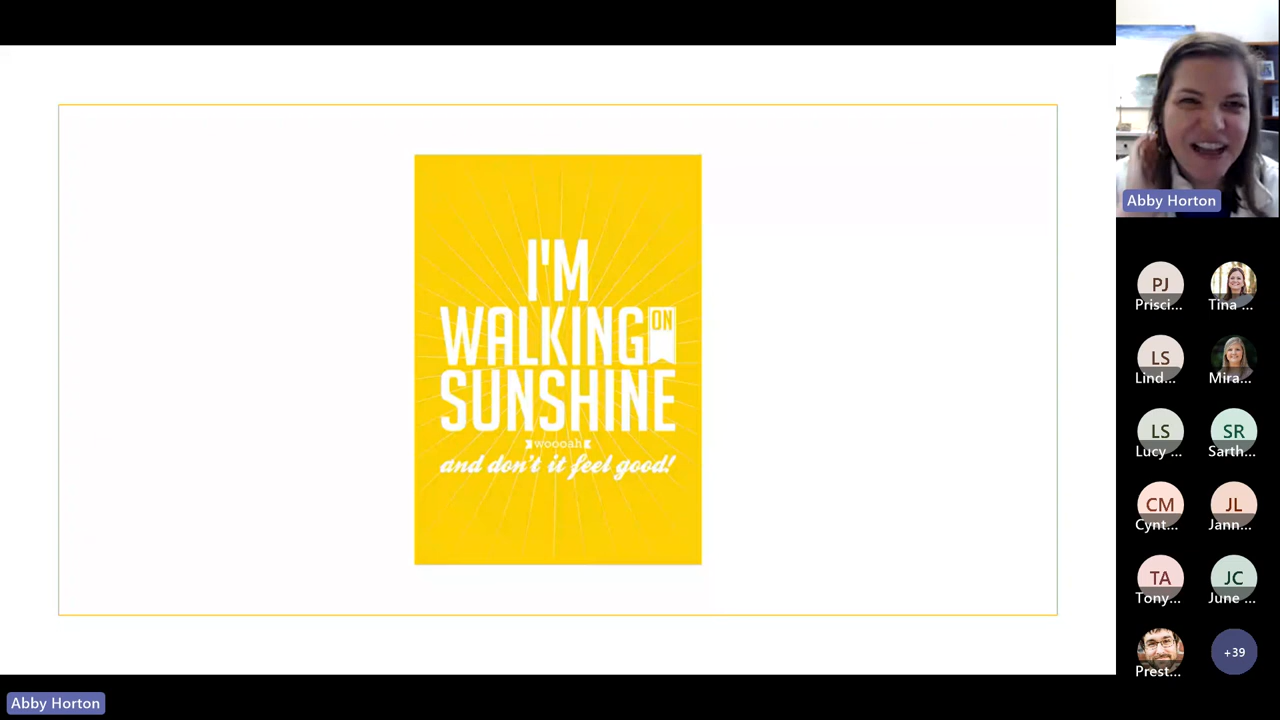 I'M
WALKING ON
SUNSHINE
woooah
and don't it feel good!
Abby Horton
PJ
Prisci...
Tina ...
LS
Lind...
Mira...
LS
SR
Lucy ...
Sarth...
CM
JL
Cynt...
Jann...
TA
JC
Tony...
June ...
Prest...
+39
Abby Horton